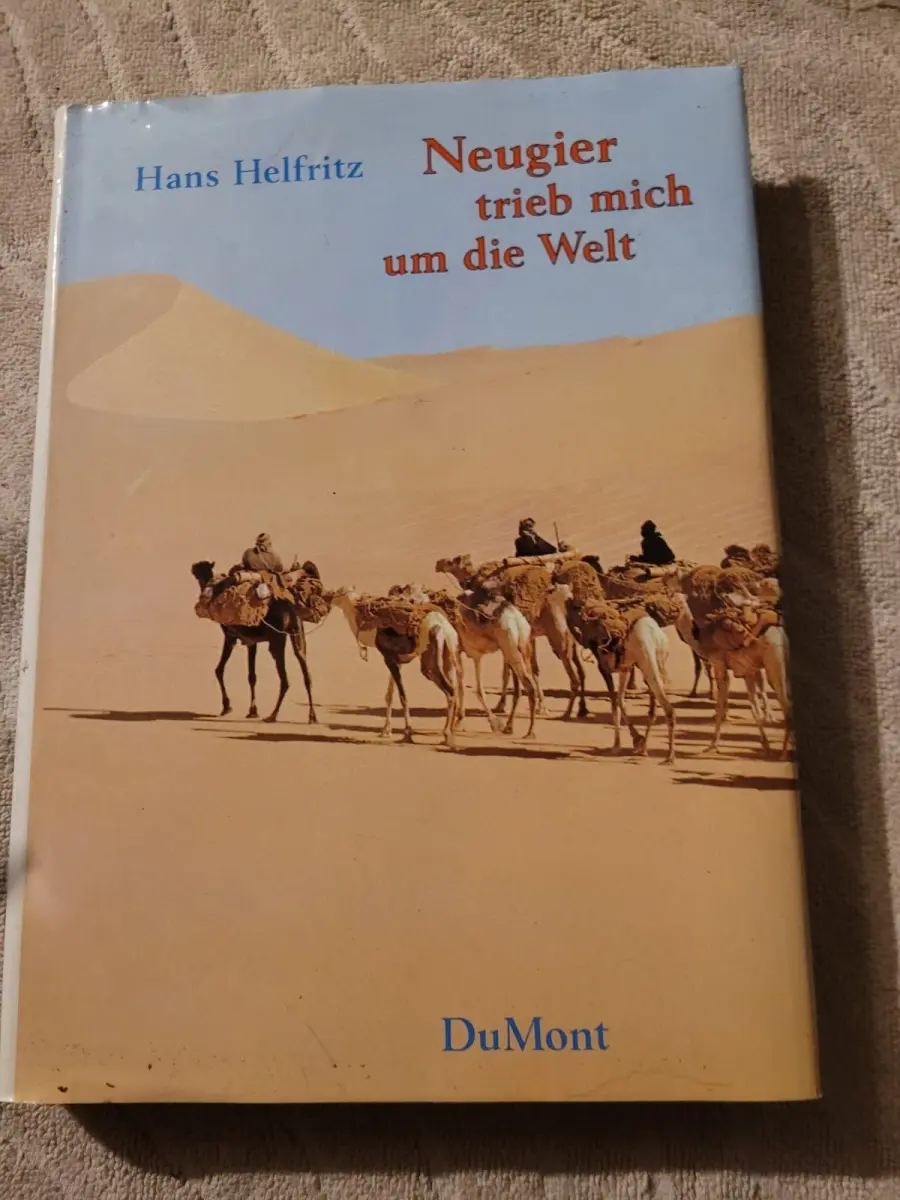 Hans Helfritz
Neugier
trieb mich
um die Welt
DuMont